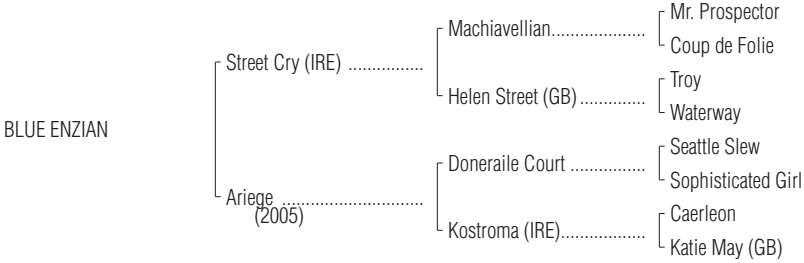 Mr. Prospector
Machiavellian....................
Coup de Folie
Street Cry (IRE) ................
Troy
Helen Street (GB)..............
Waterway
BLUE ENZIAN
Seattle Slew
Doneraile Court ................
Sophisticated Girl
Ariege ..............................
(2005)
Caerleon
Kostroma (IRE)..................
Katie May (GB)